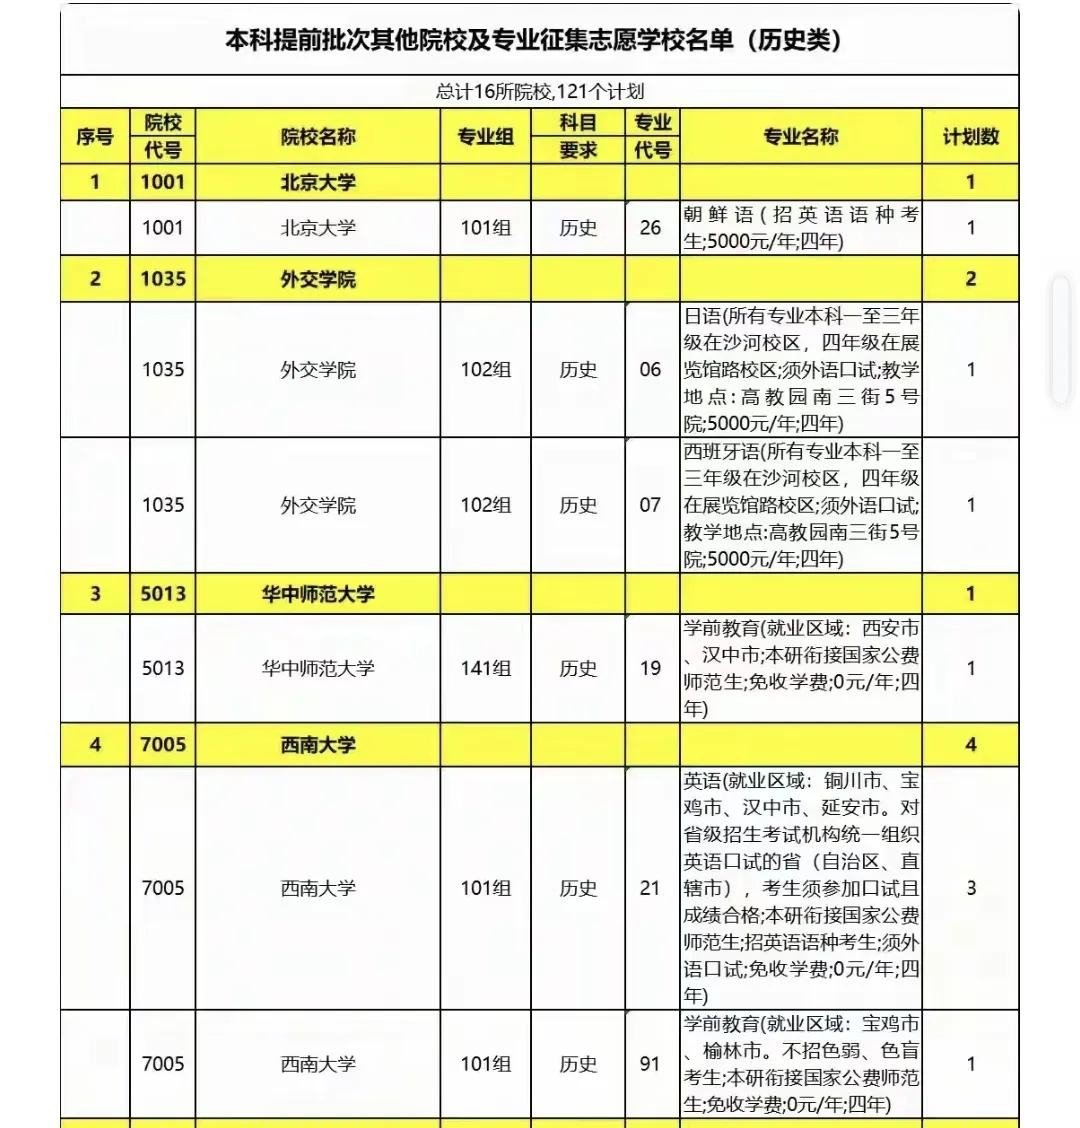 本科提前批次其他院校及专业征集志愿学校名单（历史类）
总计16所院校,121个计划
序号 院校代号 院校名称 专业组 科目要求 专业代号 专业名称 计划数
1 1001 北京大学 1
1001 北京大学 101组 历史 26 朝鲜语(招英语语种考
生;5000元/年;四年) 1
2 1035 外交学院 2
1035 外交学院 102组 历史 06 日语(所有专业本科一至三年
级在沙河校区，四年级在展
览馆路校区;须外语口试;教学
地点:高教园南三街5号
院;5000元/年;四年) 1
1035 外交学院 102组 历史 07 西班牙语(所有专业本科一至
三年级在沙河校区，四年级
在展览馆路校区;须外语口试;
教学地点:高教园南三街5号
院;5000元/年;四年) 1
3 5013 华中师范大学 1
5013 华中师范大学 141组 历史 19 学前教育(就业区域：西安市
、汉中市;本研衔接国家公费
师范生;免收学费;0元/年;四
年) 1
4 7005 西南大学 4
7005 西南大学 101组 历史 21 英语(就业区域：铜川市、宝
鸡市、汉中市、延安市。对
省级招生考试机构统一组织
英语口试的省（自治区、直
辖市），考生须参加口试且
成绩合格;本研衔接国家公费
师范生;招英语语种考生;须外
语口试;免收学费;0元/年;四
年) 3
7005 西南大学 101组 历史 91 学前教育(就业区域：宝鸡市
、榆林市。不招色弱、色盲
考生;本研衔接国家公费师范
生;免收学费;0元/年;四年) 1